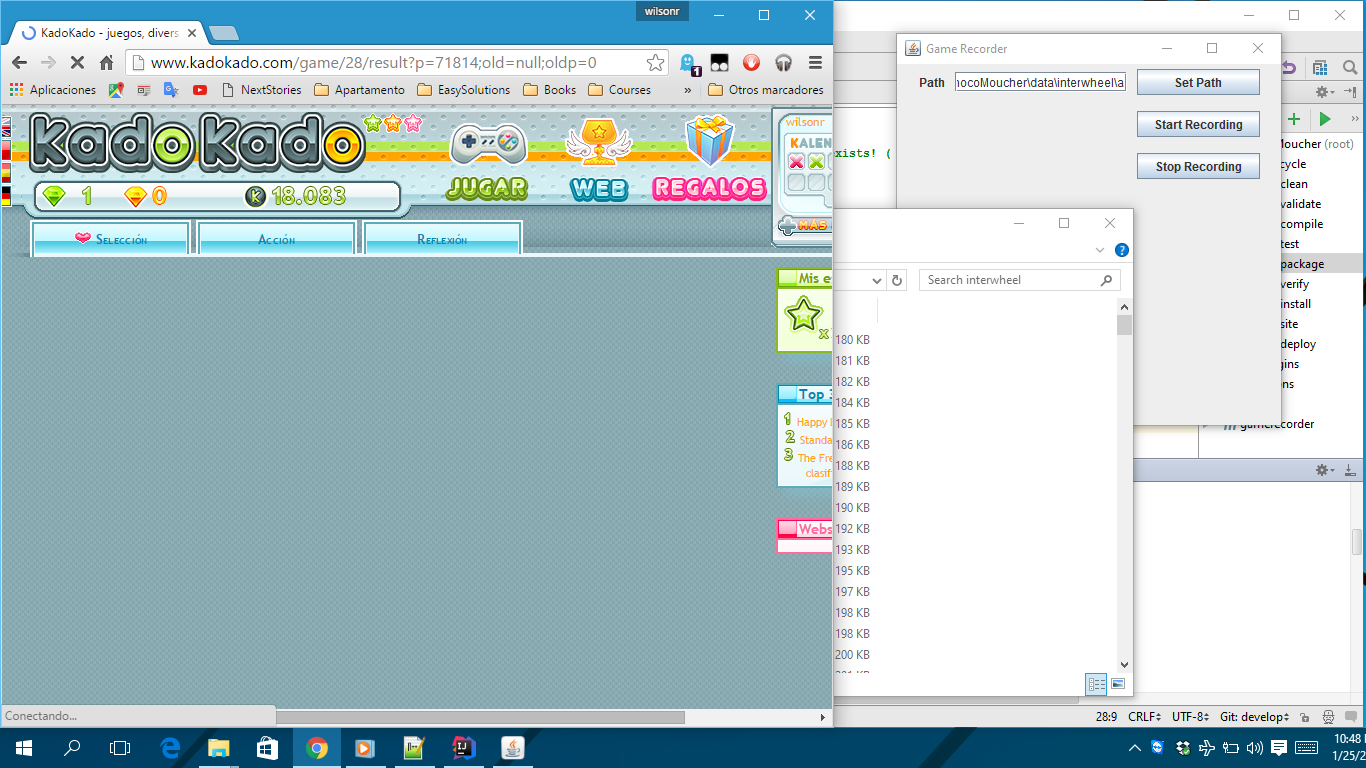 wilsonr
KadoKado - juegos, divers
www.kadokado.com/game/28/result?p=71814;old=null;oldp=0
1
Aplicaciones
NextStories
Apartamento
EasySolutions
Books
Courses
»
Otros marcadores
KadoKado
JUGAR
WEB
REGALOS
wilsonr
KALEN
MÁS
1
0
K 18.083
Selección
Acción
Reflexión
Mis e
x
Top 3
1 Happy
2 Standa
3 The Fre
clasif
Webs
Conectando...
Game Recorder
Path
ocoMoucher\data\interwheel\a
Set Path
Start Recording
Stop Recording
xists! (
Search interwheel
180 KB
181 KB
182 KB
184 KB
185 KB
186 KB
188 KB
189 KB
190 KB
192 KB
193 KB
195 KB
197 KB
198 KB
198 KB
200 KB
Moucher (root)
cycle
clean
validate
compile
test
package
verify
install
site
deploy
gins
ens
gamerecorder
28:9
CRLF
UTF-8
Git: develop
10:48
1/25/2